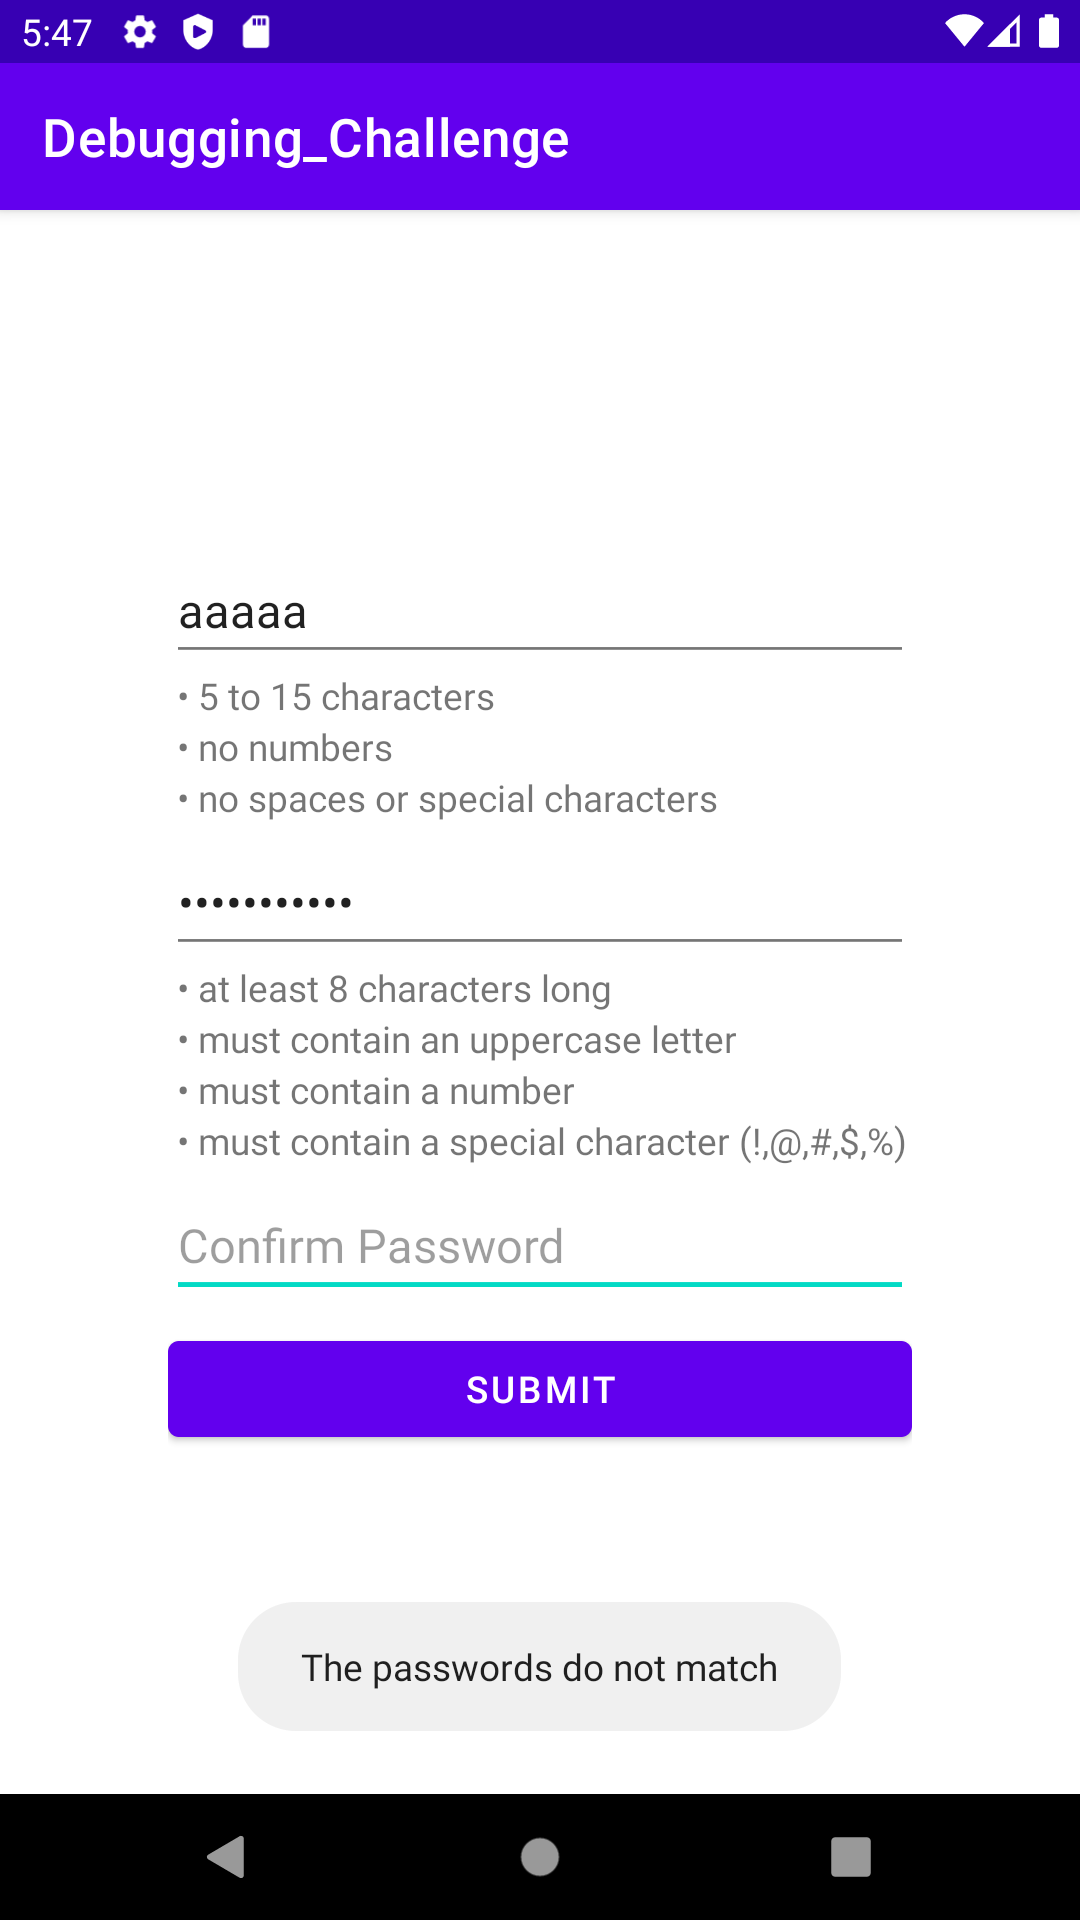 5:47
Debugging_Challenge
aaaaa
• 5 to 15 characters
• no numbers
• no spaces or special characters
•••••••••••
• at least 8 characters long
• must contain an uppercase letter
• must contain a number
• must contain a special character (!,@,#,$,%)
Confirm Password
SUBMIT
The passwords do not match